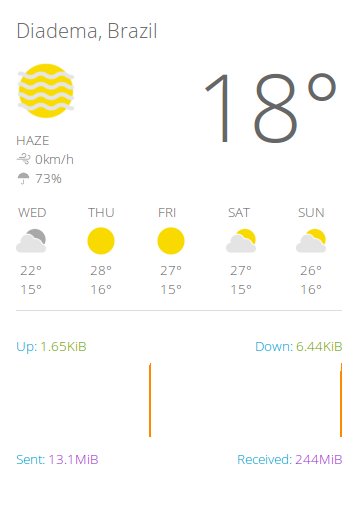 Diadema, Brazil
18°
HAZE
0km/h
73%
WED THU FRI SAT SUN
22° 28° 27° 27° 26°
15° 16° 15° 15° 16°
Up: 1.65KiB Down: 6.44KiB
Sent: 13.1MiB Received: 244MiB